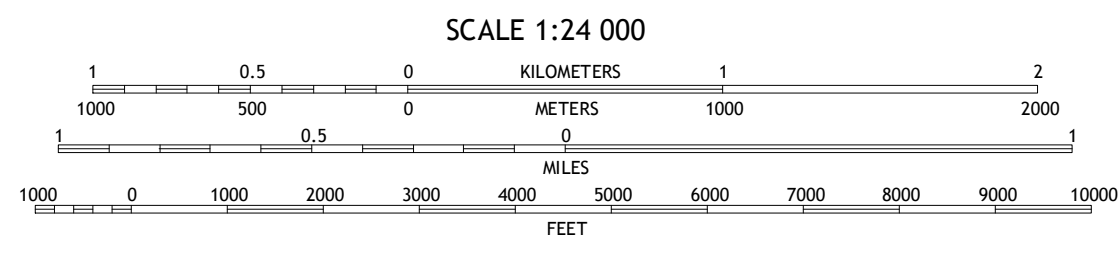 SCALE 1:24 000
1 0.5 0 KILOMETERS 1 2
1000 500 0 METERS 1000 2000
1 0.5 0 1
MILES
1000 0 1000 2000 3000 4000 5000 6000 7000 8000 9000 10000
FEET